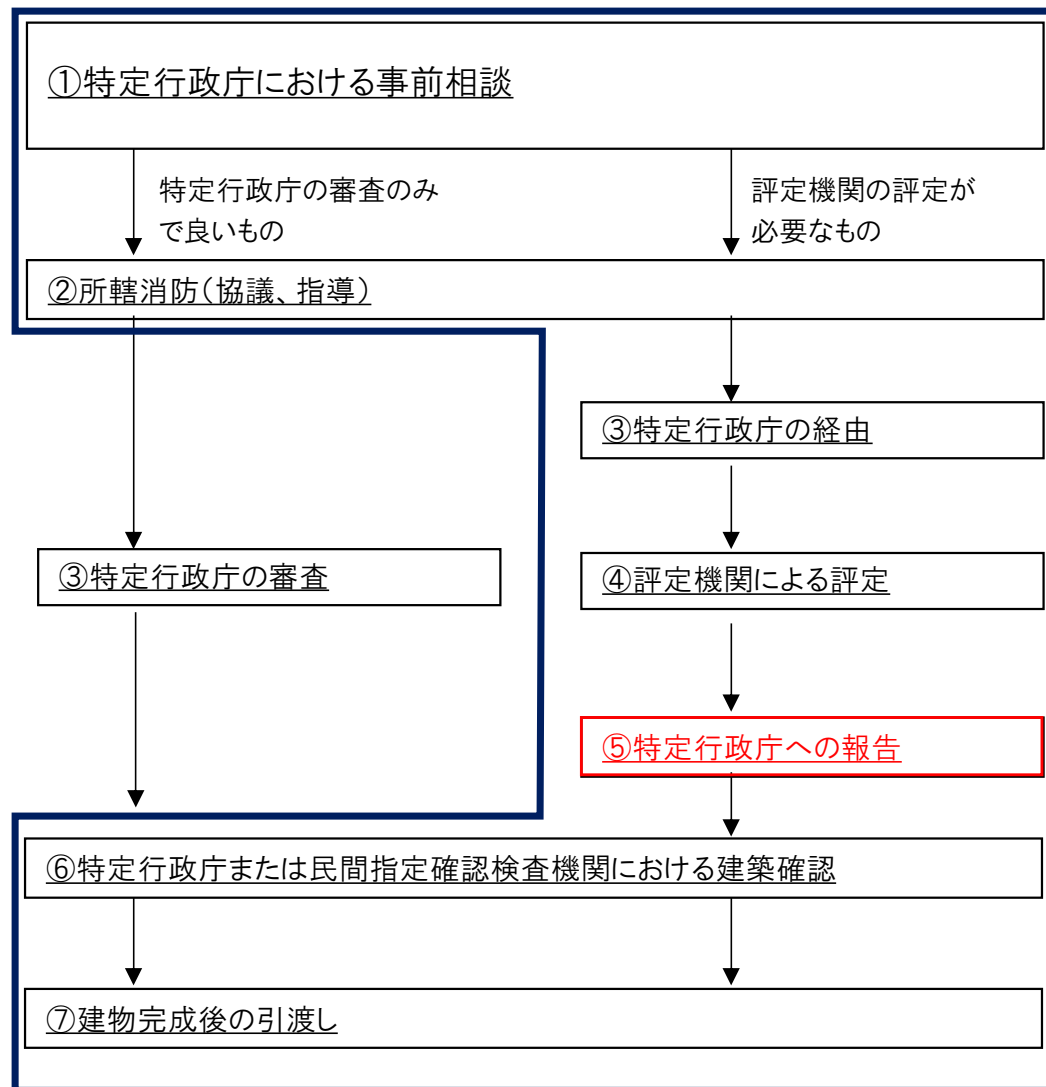 ①特定行政庁における事前相談
特定行政庁の審査のみ
で良いもの
評定機関の評定が
必要なもの
②所轄消防（協議、指導）
③特定行政庁の経由
③特定行政庁の審査
④評定機関による評定
⑤特定行政庁への報告
⑥特定行政庁または民間指定確認検査機関における建築確認
⑦建物完成後の引渡し